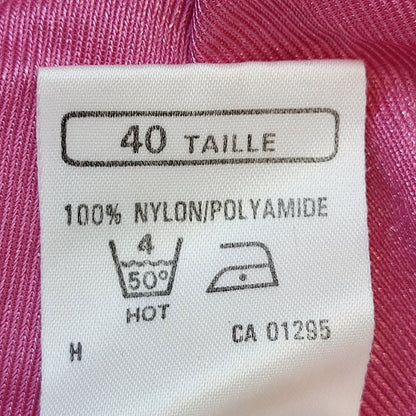 40 TAILLE
100% NYLON/POLYAMIDE
4
50°
HOT
H CA 01295